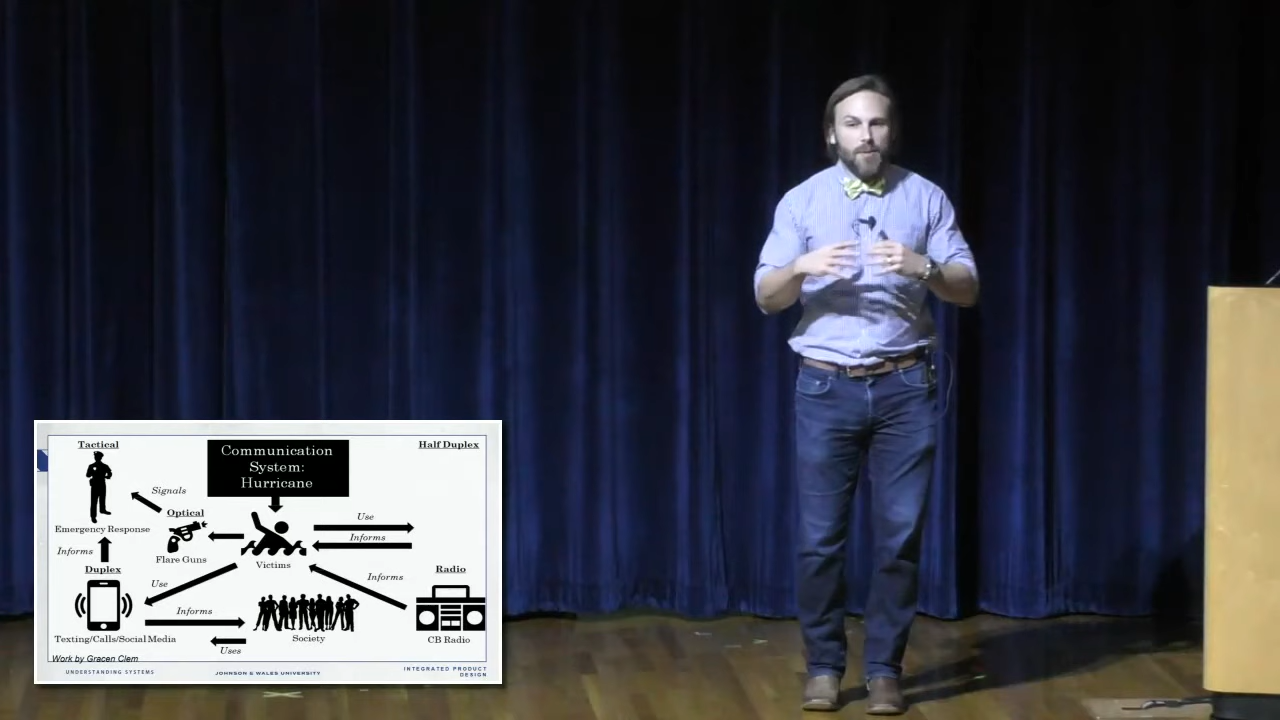 Tactical
Communication
System:
Hurricane
Half Duplex
Signals
Optical
Emergency Response
Use
Informs
Informs
Flare Guns
Victims
Duplex
Use
Informs
Radio
Informs
Texting/Calls/Social Media
Society
CB Radio
Uses
Work by Gracen Clem
UNDERSTANDING SYSTEMS
JOHNSON & WALES UNIVERSITY
INTEGRATED PRODUCT
DESIGN